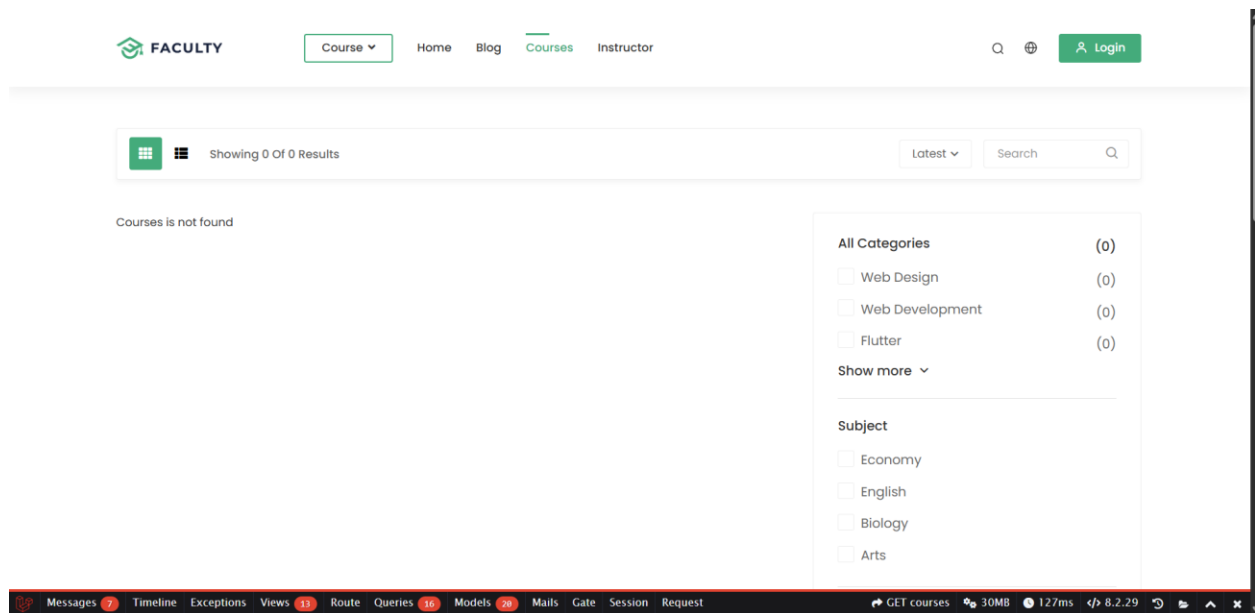 FACULTY Course Home Blog Courses Instructor Login
Showing 0 Of 0 Results Latest Search
Courses is not found
All Categories (0)
Web Design (0)
Web Development (0)
Flutter (0)
Show more
Subject
Economy
English
Biology
Arts
Messages 7 Timeline Exceptions Views 13 Route Queries 16 Models 28 Mails Gate Session Request GET courses 30MB 127ms </> 8.2.29